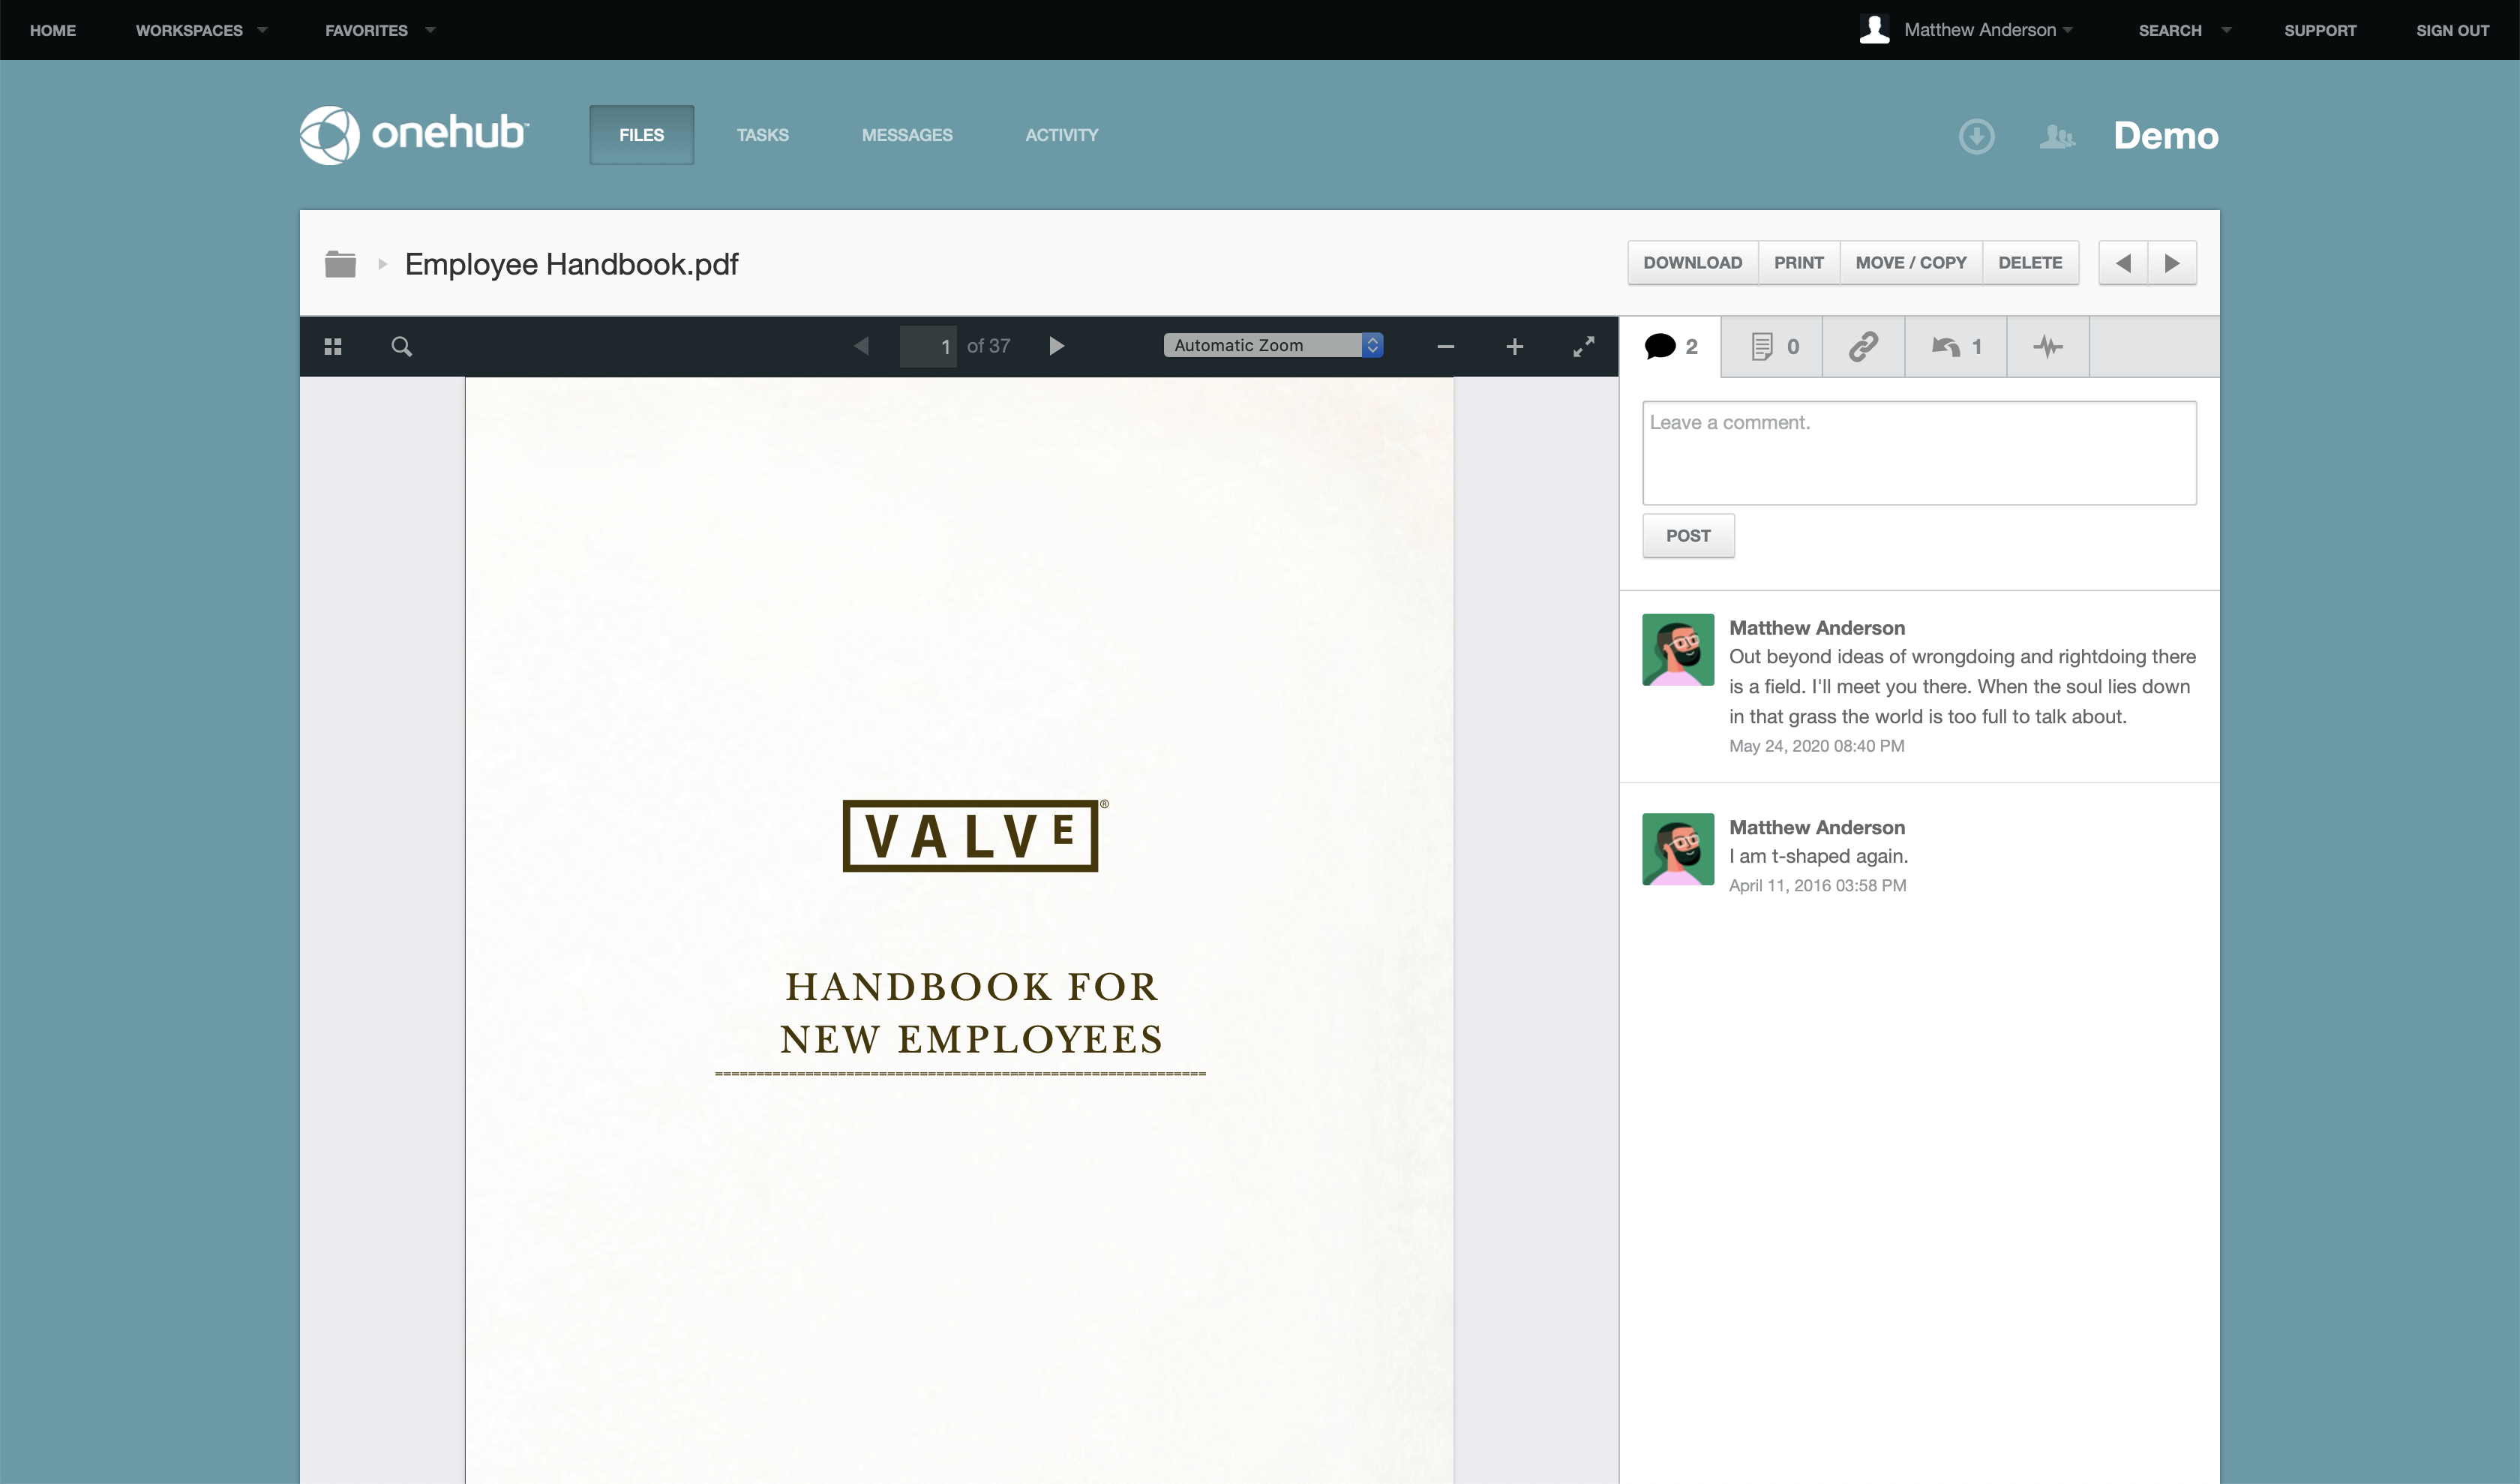 HOME WORKSPACES FAVORITES Matthew Anderson SEARCH SUPPORT SIGN OUT
onehub™ FILES TASKS MESSAGES ACTIVITY Demo
Employee Handbook.pdf DOWNLOAD PRINT MOVE / COPY DELETE
1 of 37 Automatic Zoom 2 0 1
Leave a comment.
POST
Matthew Anderson
Out beyond ideas of wrongdoing and rightdoing there
is a field. I'll meet you there. When the soul lies down
in that grass the world is too full to talk about.
May 24, 2020 08:40 PM
Matthew Anderson
I am t-shaped again.
April 11, 2016 03:58 PM
VALVE®
HANDBOOK FOR
NEW EMPLOYEES